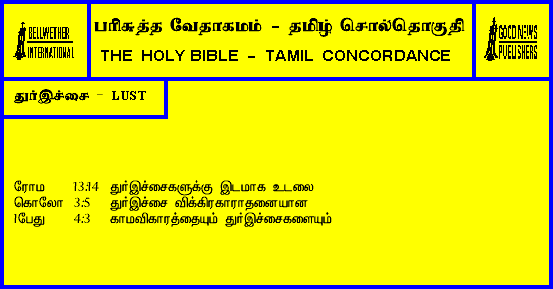 BELLWETHER
INTERNATIONAL
பரிசுத்த வேதாகமம் - தமிழ் சொல்தொகுதி
THE HOLY BIBLE - TAMIL CONCORDANCE
GOOD NEWS
PUBLISHERS
துர்இச்சை - LUST
ரோம 13:14 துர்இச்சைகளுக்கு இடமாக உடலை
கொலோ 3:5 துர்இச்சை விக்கிரகாராதனையான
1பேது 4:3 காமவிகாரத்தையும் துர்இச்சைகளையும்